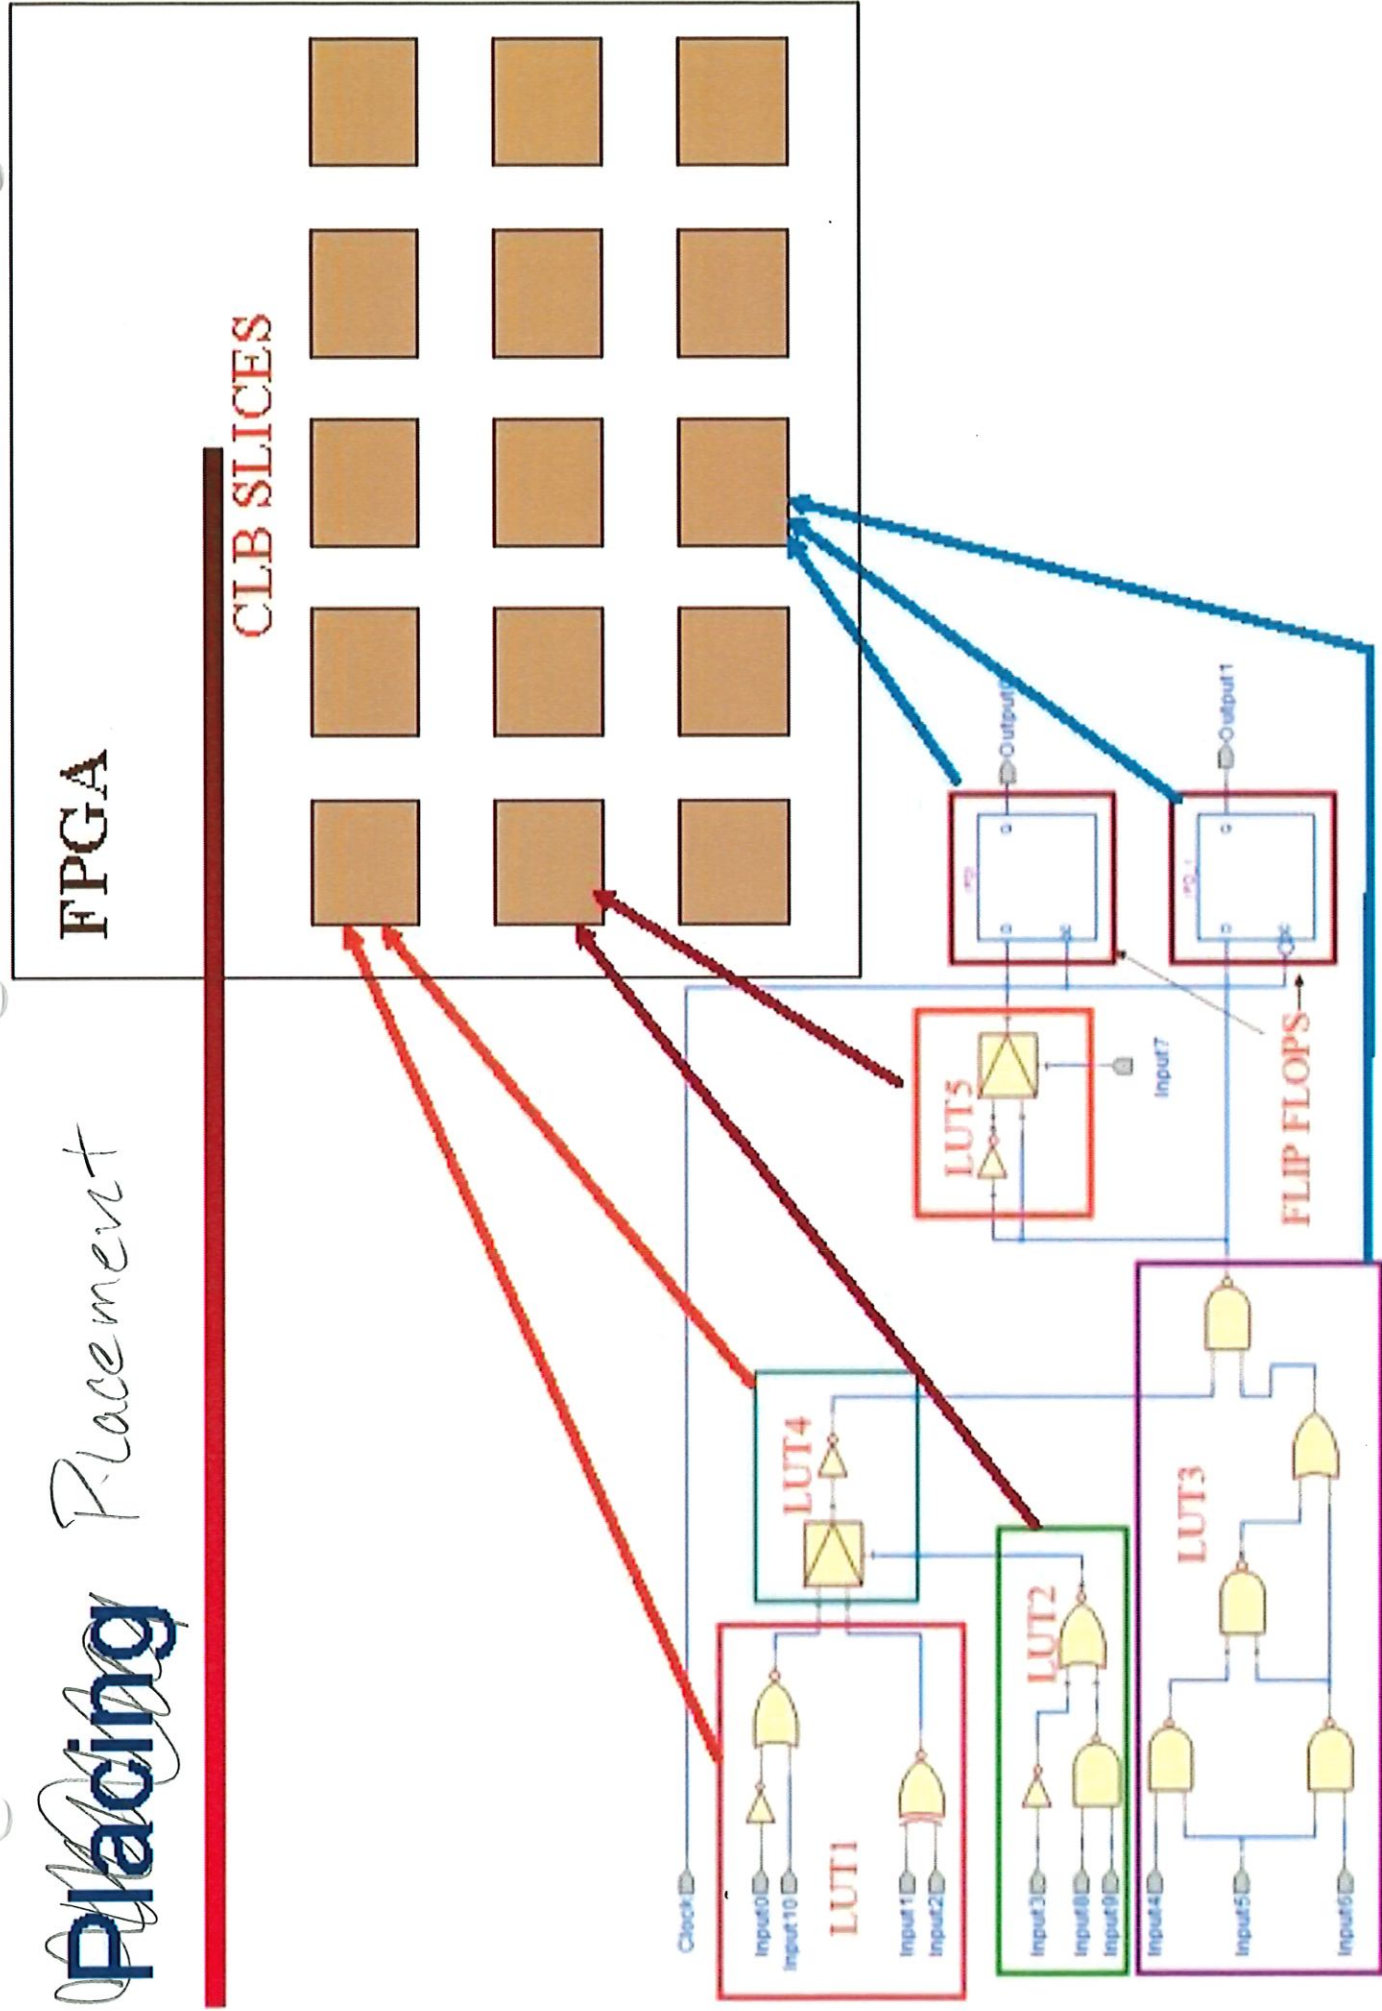 Placing Placement
FPGA
CLB SLICES
Clock
Input0
Input10
Input1
Input2
LUT1
LUT4
Input3
Input8
Input9
LUT2
Input4
Input5
Input6
LUT3
LUT5
Input7
FLIP FLOPS
D
Q
D
Q
Output1